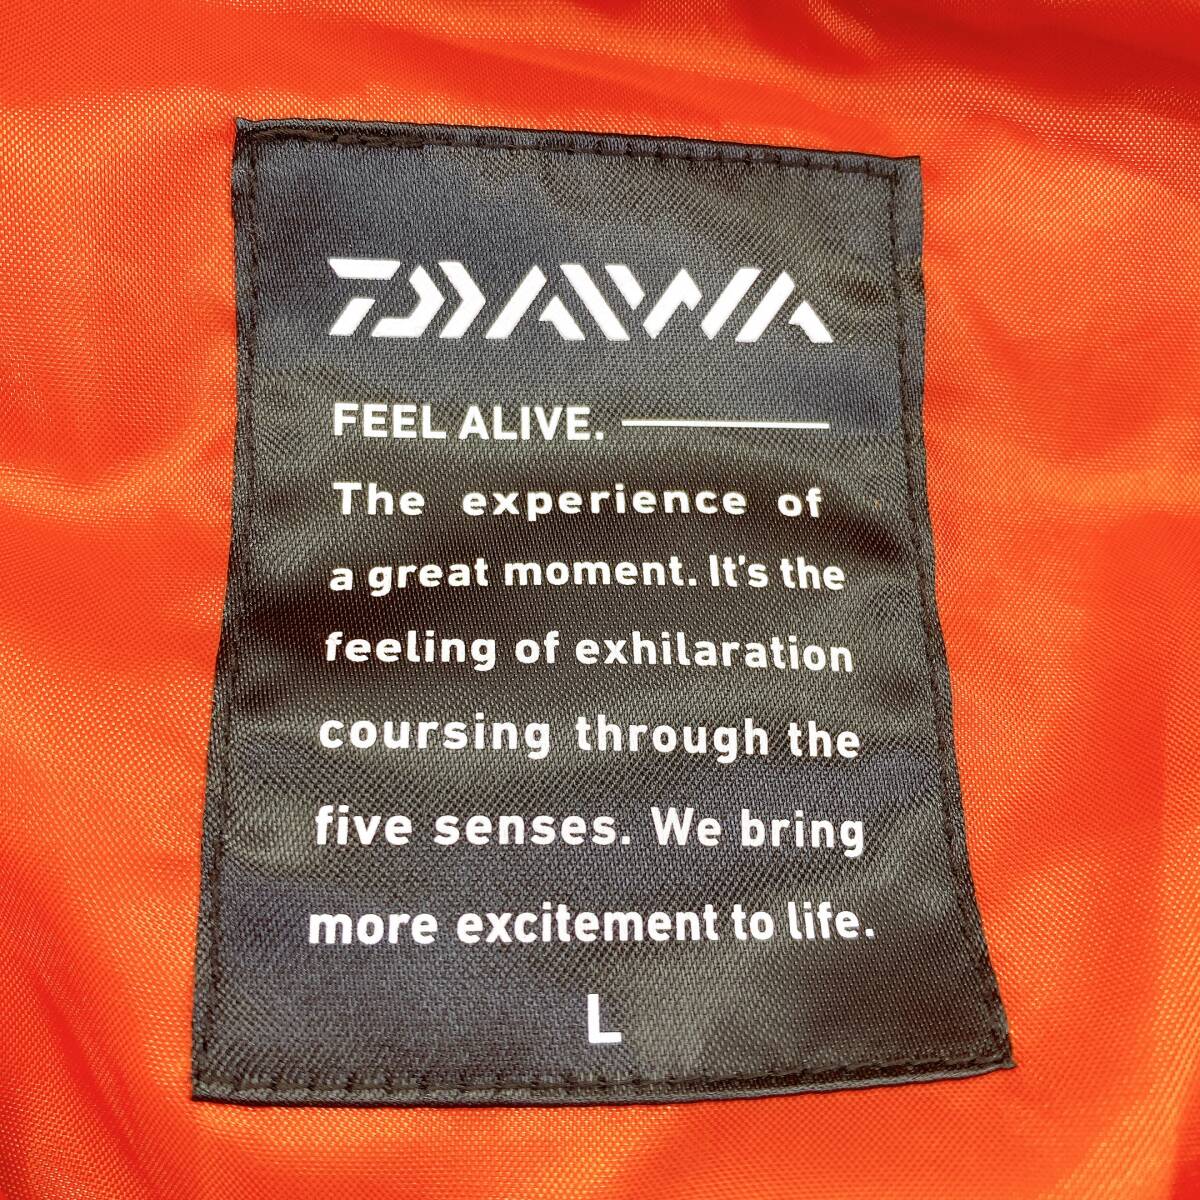 DAIWA
FEEL ALIVE.
The experience of
a great moment. It's the
feeling of exhilaration
coursing through the
five senses. We bring
more excitement to life.
L